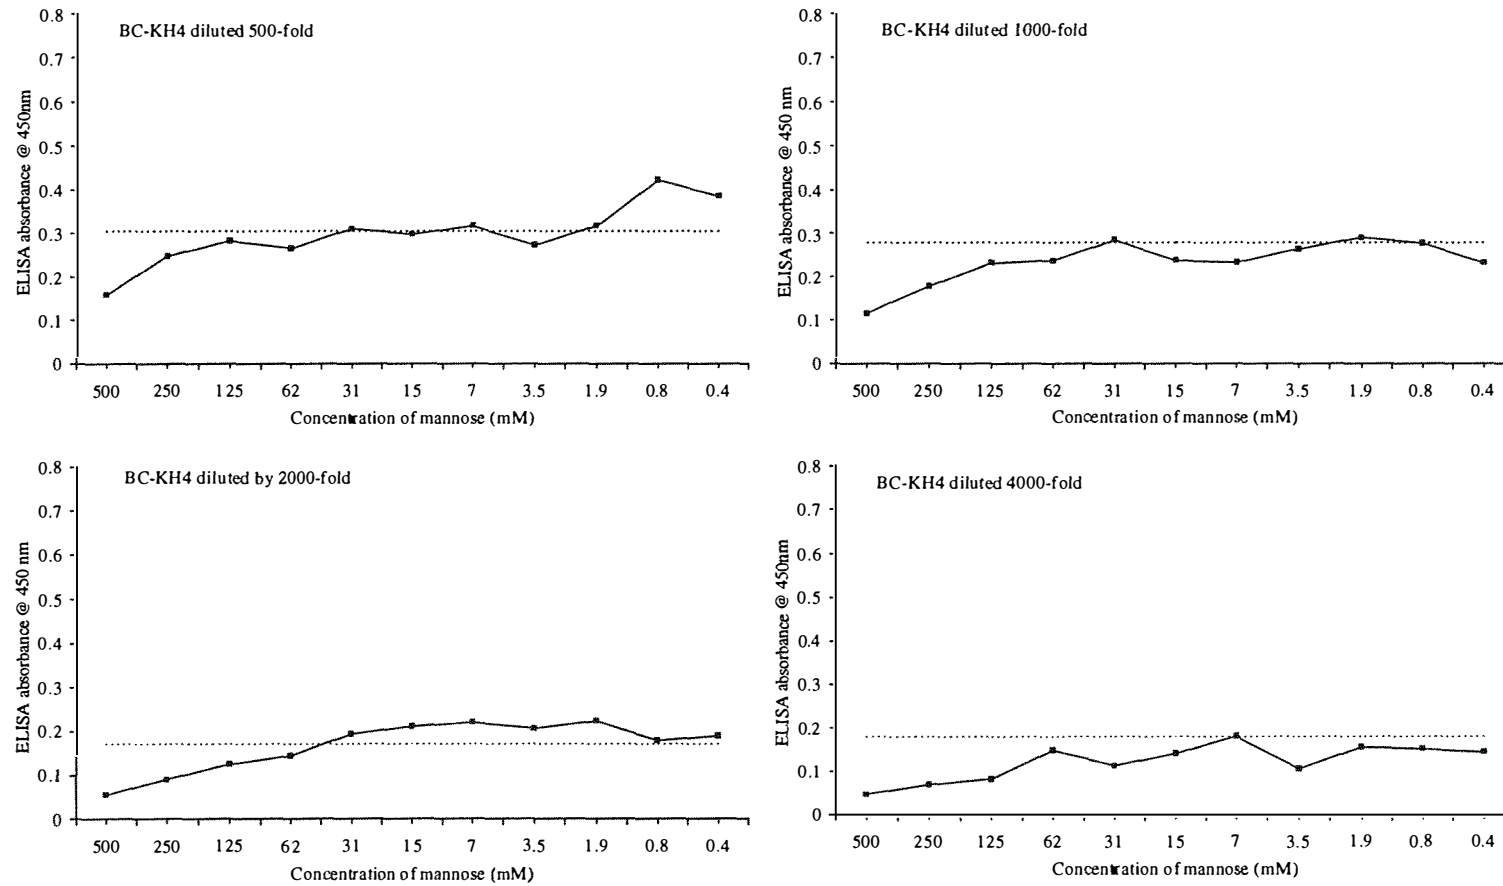 BC-KH4 diluted 500-fold
ELISA absorbance @ 450nm
0.8
0.7
0.6
0.5
0.4
0.3
0.2
0.1
0
500 250 125 62 31 15 7 3.5 1.9 0.8 0.4
Concentration of mannose (mM)
BC-KH4 diluted 1000-fold
ELISA absorbance @ 450 nm
0.8
0.7
0.6
0.5
0.4
0.3
0.2
0.1
0
500 250 125 62 31 15 7 3.5 1.9 0.8 0.4
Concentration of mannose (mM)
BC-KH4 diluted by 2000-fold
ELISA absorbance @ 450 nm
0.8
0.7
0.6
0.5
0.4
0.3
0.2
0.1
0
500 250 125 62 31 15 7 3.5 1.9 0.8 0.4
Concentration of mannose (mM)
BC-KH4 diluted 4000-fold
ELISA absorbance @ 450nm
0.8
0.7
0.6
0.5
0.4
0.3
0.2
0.1
0
500 250 125 62 31 15 7 3.5 1.9 0.8 0.4
Concentration of mannose (mM)